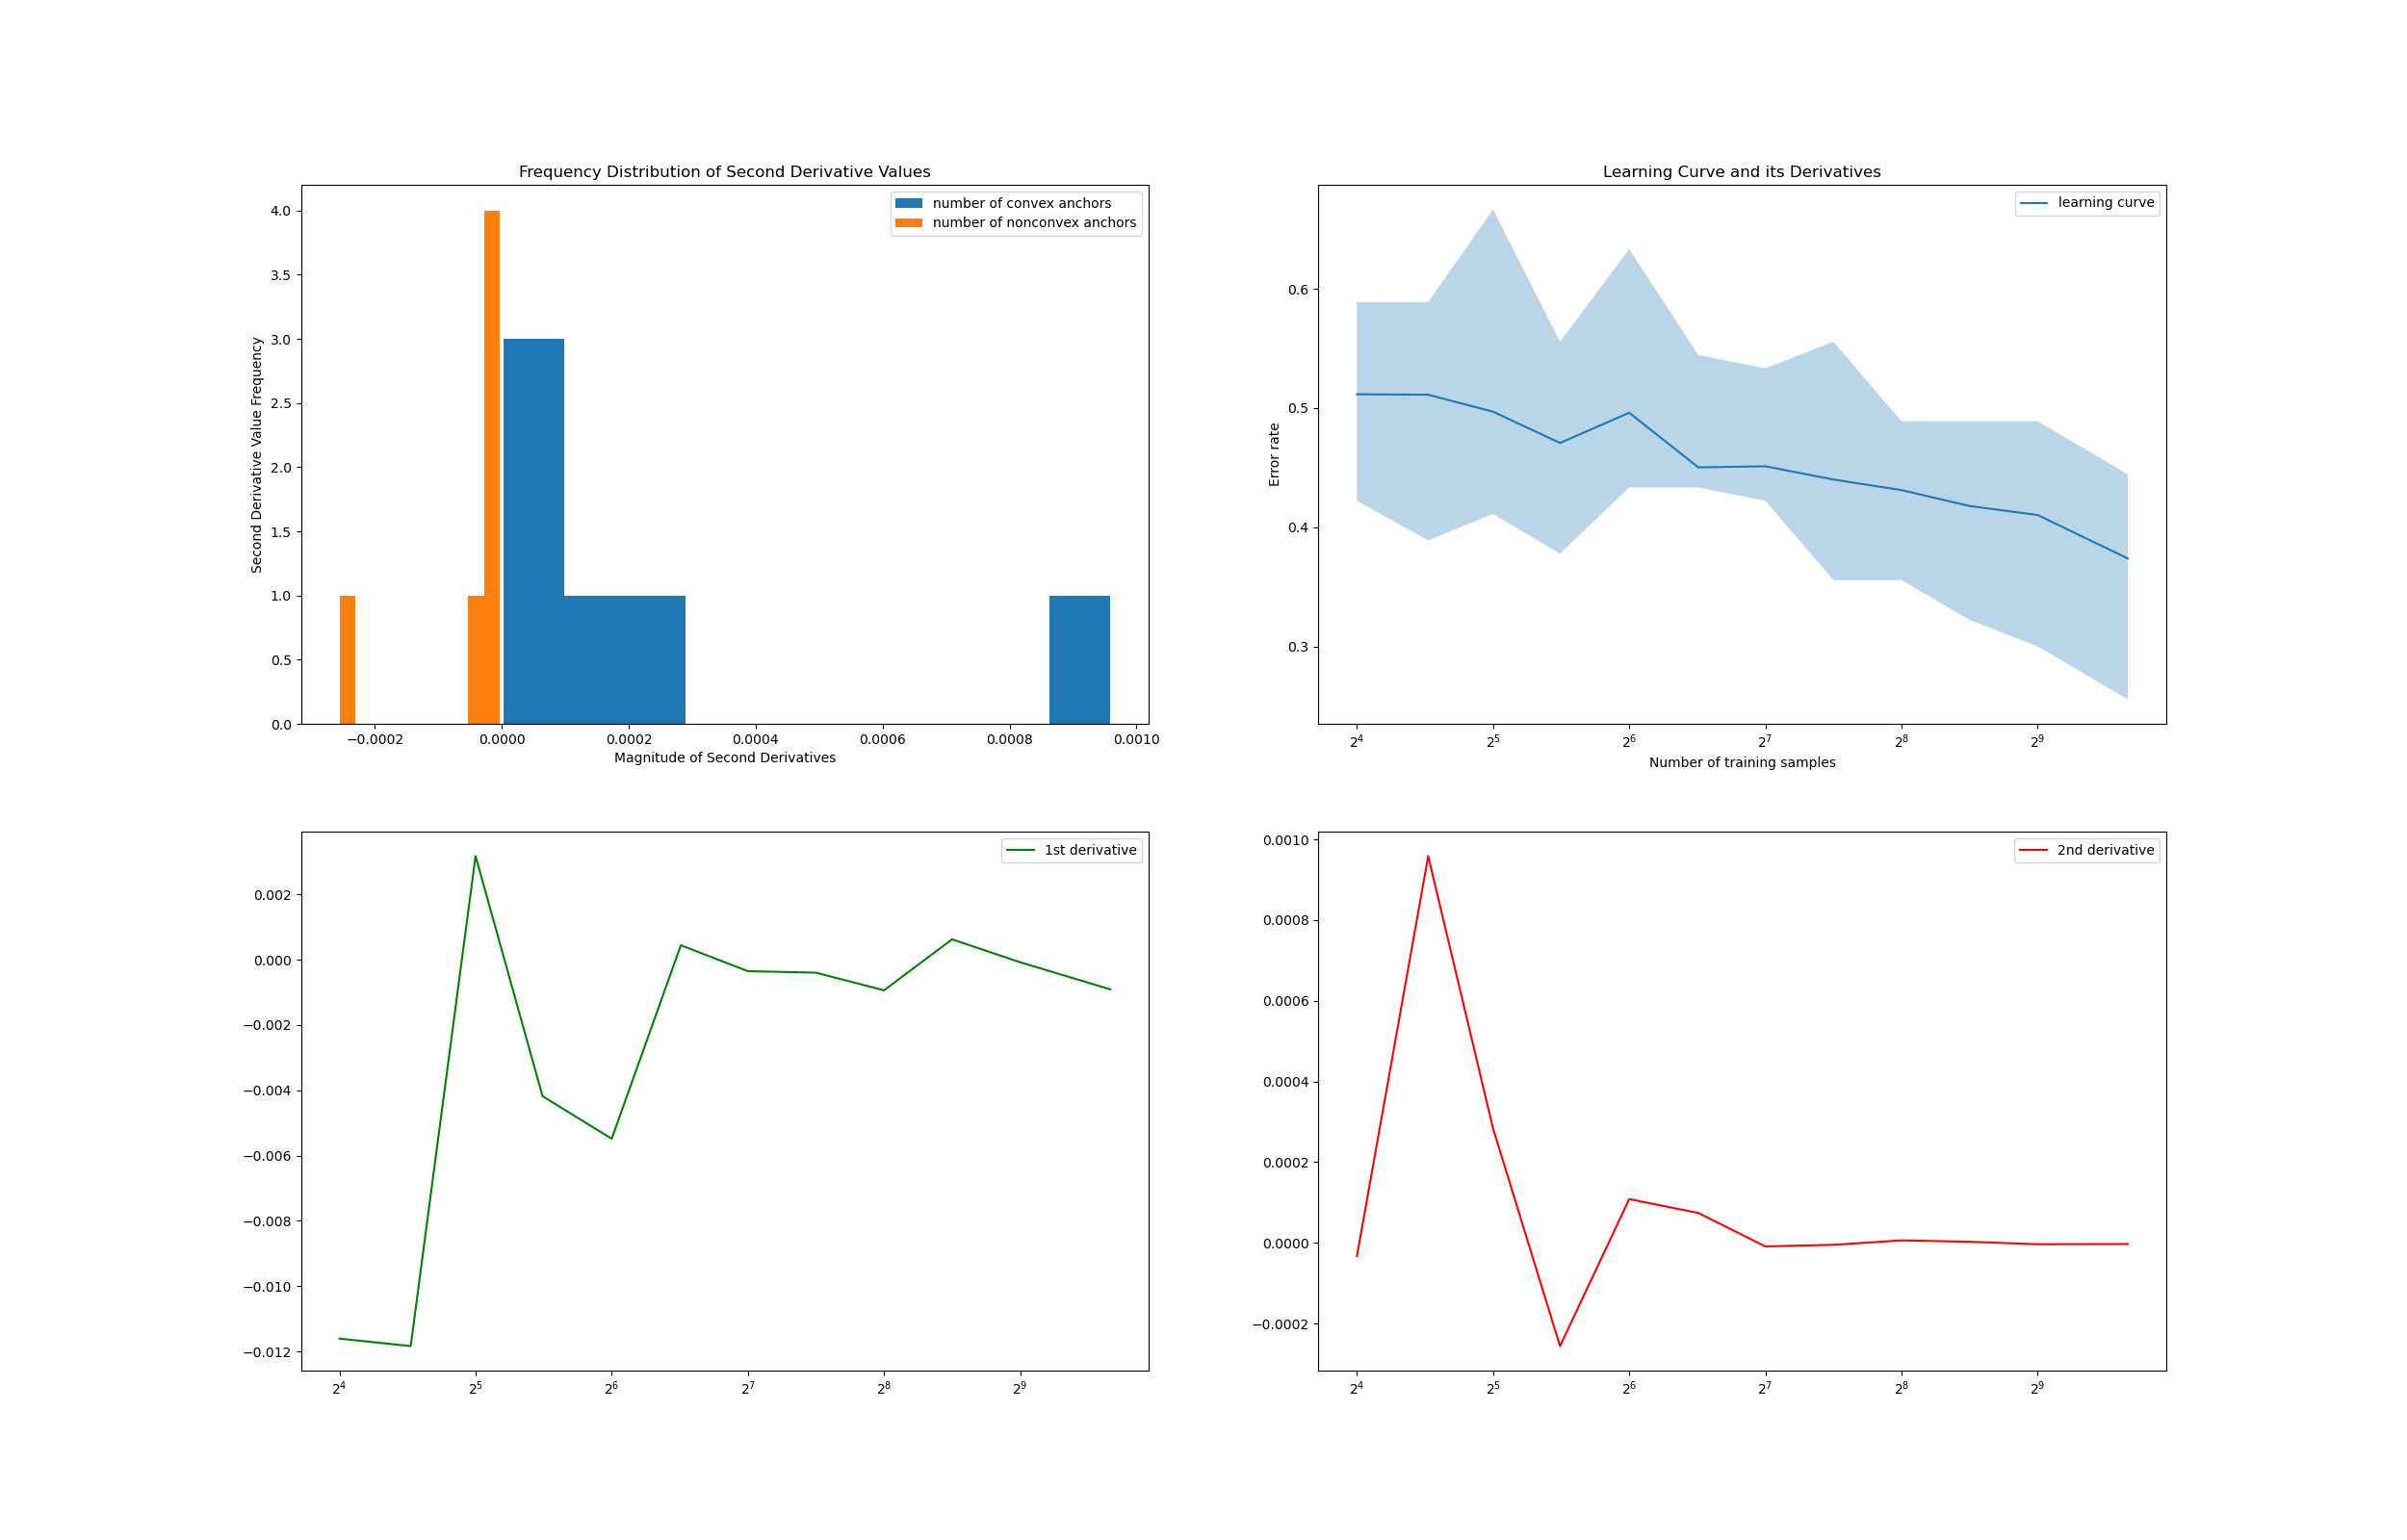 Frequency Distribution of Second Derivative Values
number of convex anchors
number of nonconvex anchors
Second Derivative Value Frequency
4.0
3.5
3.0
2.5
2.0
1.5
1.0
0.5
0.0
−0.0002 0.0000 0.0002 0.0004 0.0006 0.0008 0.0010
Magnitude of Second Derivatives
Learning Curve and its Derivatives
learning curve
Error rate
0.6
0.5
0.4
0.3
2⁴ 2⁵ 2⁶ 2⁷ 2⁸ 2⁹
Number of training samples
1st derivative
0.002
0.000
−0.002
−0.004
−0.006
−0.008
−0.010
−0.012
2⁴ 2⁵ 2⁶ 2⁷ 2⁸ 2⁹
2nd derivative
0.0010
0.0008
0.0006
0.0004
0.0002
0.0000
−0.0002
2⁴ 2⁵ 2⁶ 2⁷ 2⁸ 2⁹